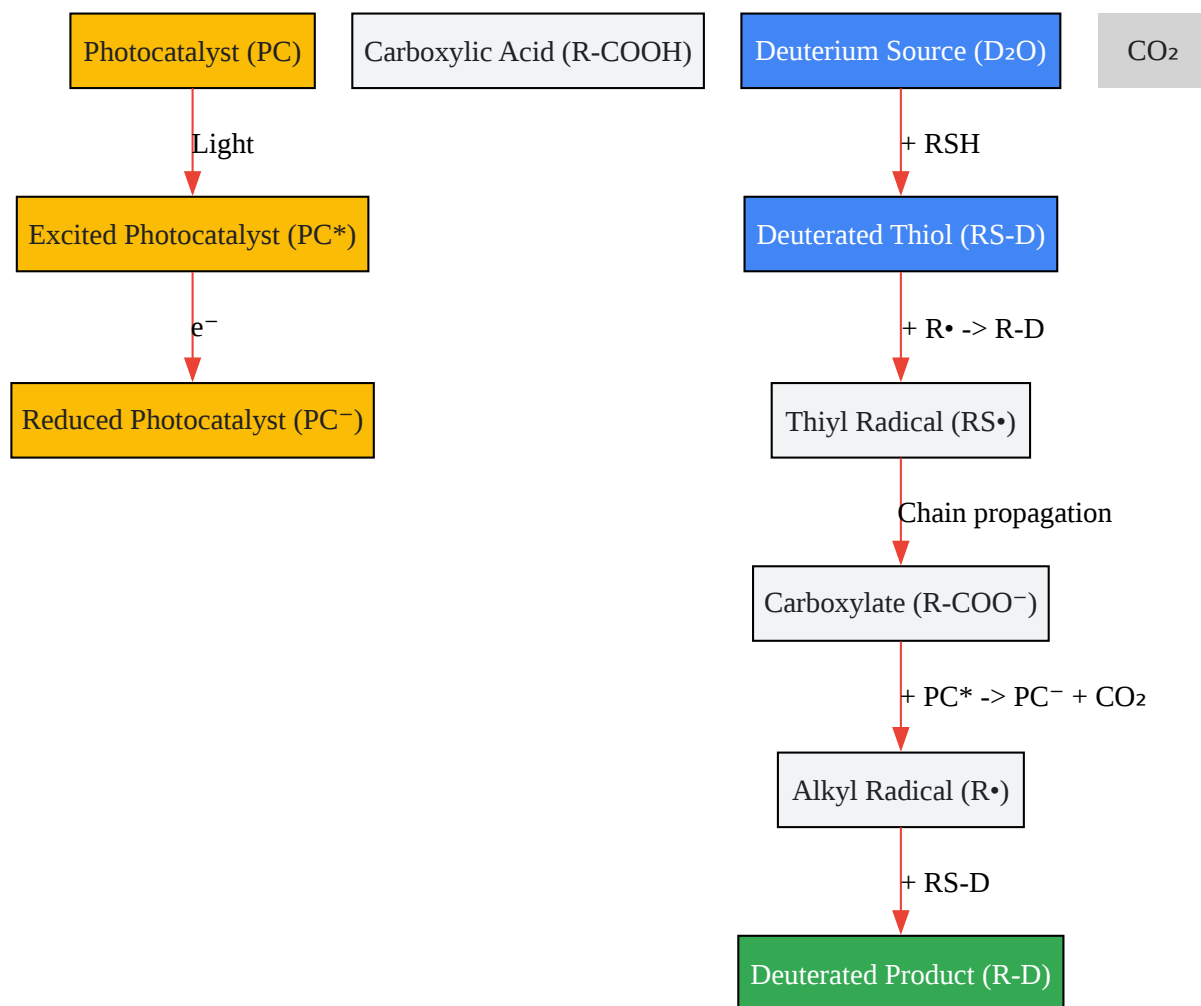 Photocatalyst (PC)
Carboxylic Acid (R-COOH)
Deuterium Source (D₂O)
CO₂
Light
+ RSH
Excited Photocatalyst (PC*)
Deuterated Thiol (RS-D)
e⁻
+ R• -> R-D
Reduced Photocatalyst (PC⁻)
Thiyl Radical (RS•)
Chain propagation
Carboxylate (R-COO⁻)
+ PC* -> PC⁻ + CO₂
Alkyl Radical (R•)
+ RS-D
Deuterated Product (R-D)